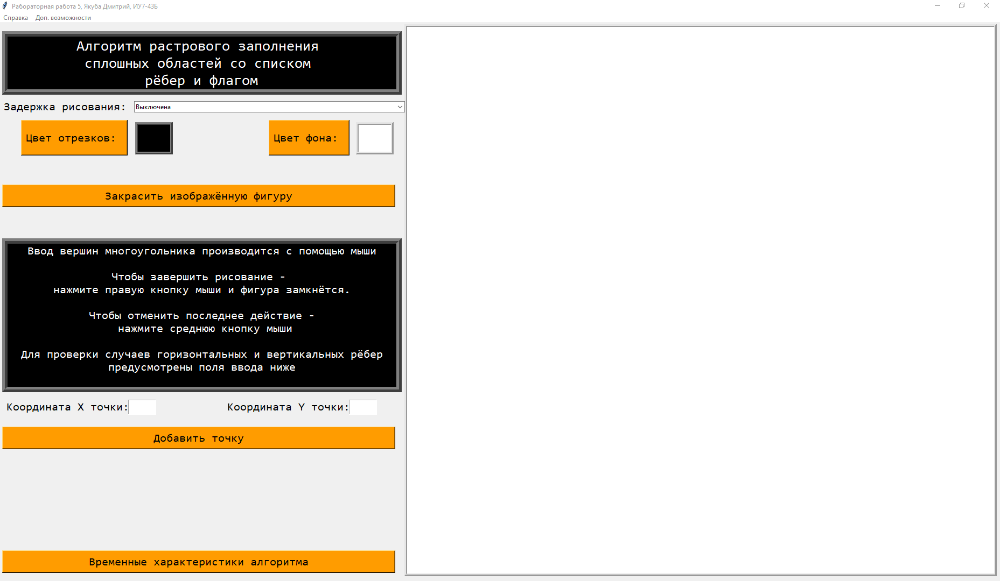 Рабораторная работа 5, Якуба Дмитрий, ИУ7-43Б
Справка Доп. возможности
Алгоритм растрового заполнения
сплошных областей со списком
рёбер и флагом
Задержка рисования: Выключена
Цвет отрезков: Цвет фона:
Закрасить изображённую фигуру
Ввод вершин многоугольника производится с помощью мыши
Чтобы завершить рисование -
нажмите правую кнопку мыши и фигура замкнётся.
Чтобы отменить последнее действие -
нажмите среднюю кнопку мыши
Для проверки случаев горизонтальных и вертикальных рёбер
предусмотрены поля ввода ниже
Координата X точки: Координата Y точки:
Добавить точку
Временные характеристики алгоритма